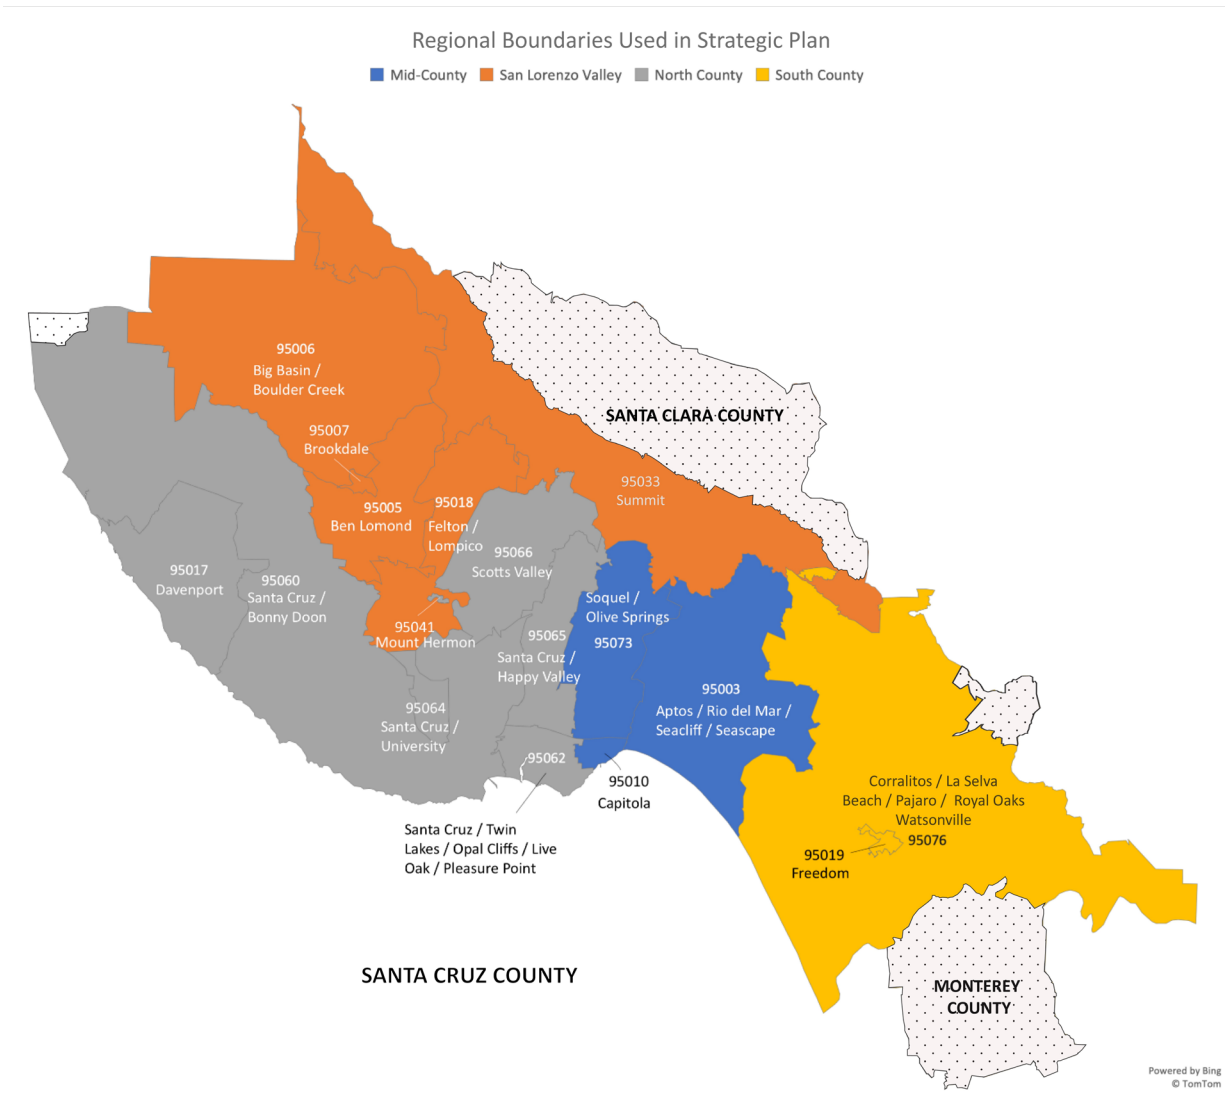 Regional Boundaries Used in Strategic Plan
Mid-County San Lorenzo Valley North County South County
95006
Big Basin /
Boulder Creek
SANTA CLARA COUNTY
95007
Brookdale
95033
Summit
95005
Ben Lomond
95018
Felton /
Lompico
95066
Scotts Valley
95017
Davenport
95060
Santa Cruz /
Bonny Doon
Soquel /
Olive Springs
95073
95041
Mount Hermon
95065
Santa Cruz /
Happy Valley
95003
Aptos / Rio del Mar /
Seacliff / Seascape
95064
Santa Cruz /
University
95062
95010
Capitola
Corralitos / La Selva
Beach / Pajaro / Royal Oaks
Watsonville
95076
Santa Cruz / Twin
Lakes / Opal Cliffs / Live
Oak / Pleasure Point
95019
Freedom
SANTA CRUZ COUNTY
MONTEREY
COUNTY
Powered by Bing
© TomTom